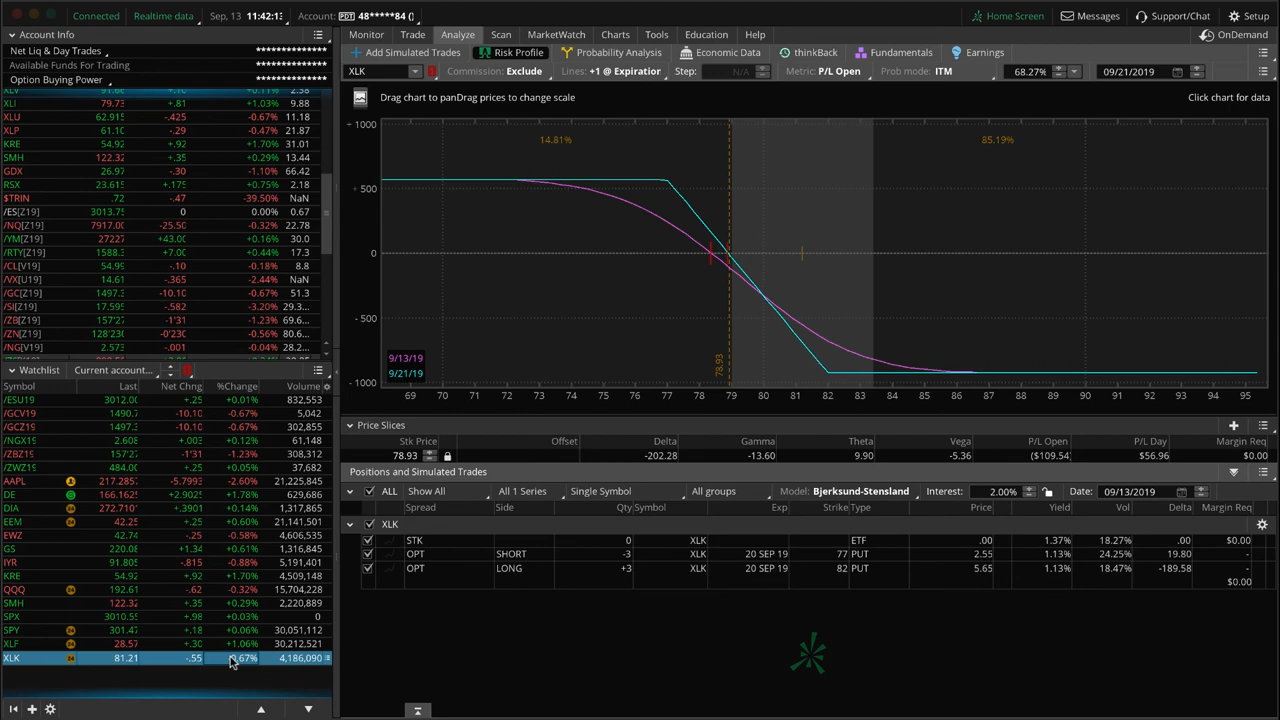 Connected Realtime data Sep, 13 11:42:1 Account: PDT 48*****84 (
Home Screen Messages Support/Chat Setup
Account Info
Monitor Trade Analyze Scan MarketWatch Charts Tools Education Help OnDemand
Net Liq & Day Trades **************
Available Funds For Trading **************
Option Buying Power **************
Add Simulated Trades Risk Profile Probability Analysis Economic Data thinkBack Fundamentals Earnings
XLK Commission: Exclude Lines: +1 @ Expiration Step: N/A Metric: P/L Open Prob mode: ITM 68.27% 09/21/2019
XLV 91.66 +.10 +0.11% 2.38
XLI 79.73 +.81 +1.03% 9.88
XLU 62.915 -.425 -0.67% 11.18
XLP 61.10 -.29 -0.47% 21.87
KRE 54.92 +.92 +1.70% 31.01
SMH 122.32 +.35 +0.29% 13.44
GDX 26.97 -.30 -1.10% 66.42
RSX 23.615 +.175 +0.75% 2.18
$TRIN .72 -.47 -39.50% NaN
/ES[Z19] 3013.75 0 0.00% 0.67
/NQ[Z19] 7917.00 -25.50 -0.32% 22.78
/YM[Z19] 27227 +43.00 +0.16% 30.0
/RTY[Z19] 1588.3 +7.00 +0.44% 17.3
/CL[V19] 54.99 -.10 -0.18% 8.8
/VX[U19] 14.61 -.365 -2.44% NaN
/GC[Z19] 1497.3 -10.10 -0.67% 51.3
/SI[Z19] 17.595 -.582 -3.20% 29.3...
/ZB[Z19] 157'27 -1'31 -1.23% 69.6...
/ZN[Z19] 128'230 -0'230 -0.56% 80.6...
/NG[V19] 2.573 -.001 -0.04% 28.2...
Drag chart to pan Drag prices to change scale Click chart for data
+ 1000
14.81% 85.19%
+ 500
0
- 500
78.93
9/13/19
9/21/19
- 1000
69 70 71 72 73 74 75 76 77 78 79 80 81 82 83 84 85 86 87 88 89 90 91 92 93 94 95
Watchlist Current account...
Symbol Last Net Chng %Change Volume
/ESU19 3012.00 +.25 +0.01% 832,553
/GCV19 1490.7 -10.10 -0.67% 5,042
/GCZ19 1497.3 -10.10 -0.67% 302,855
/NGX19 2.608 +.003 +0.12% 61,148
/ZBZ19 157'27 -1'31 -1.23% 308,312
/ZWZ19 484.00 +.25 +0.05% 37,682
AAPL 217.2857 -5.7993 -2.60% 21,225,845
DE 166.1625 +2.9025 +1.78% 629,686
DIA 272.7101 +.3901 +0.14% 1,317,865
EEM 42.25 +.25 +0.60% 21,141,501
EWZ 42.74 -.25 -0.58% 4,606,535
GS 220.08 +1.34 +0.61% 1,316,845
IYR 91.805 -.815 -0.88% 5,191,401
KRE 54.92 +.92 +1.70% 4,509,148
QQQ 192.61 -.62 -0.32% 15,704,228
SMH 122.32 +.35 +0.29% 2,220,889
SPX 3010.55 +.98 +0.03% 0
SPY 301.47 +.18 +0.06% 30,051,112
XLF 28.57 +.30 +1.06% 30,212,521
XLK 81.21 -.55 0.67% 4,186,090
Price Slices
Stk Price Offset Delta Gamma Theta Vega P/L Open P/L Day Margin Req
78.93 -202.28 -13.60 9.90 -5.36 ($109.54) $56.96 $0.00
Positions and Simulated Trades
ALL Show All All 1 Series Single Symbol All groups Model: Bjerksund-Stensland Interest: 2.00% Date: 09/13/2019
Spread Side Qty Symbol Exp Strike Type Price Yield Vol Delta Margin Req
XLK
STK 0 XLK ETF .00 1.37% 18.27% .00 $0.00
OPT SHORT -3 XLK 20 SEP 19 77 PUT 2.55 1.13% 24.25% 19.80 -
OPT LONG +3 XLK 20 SEP 19 82 PUT 5.65 1.13% 18.47% -189.58 -
$0.00